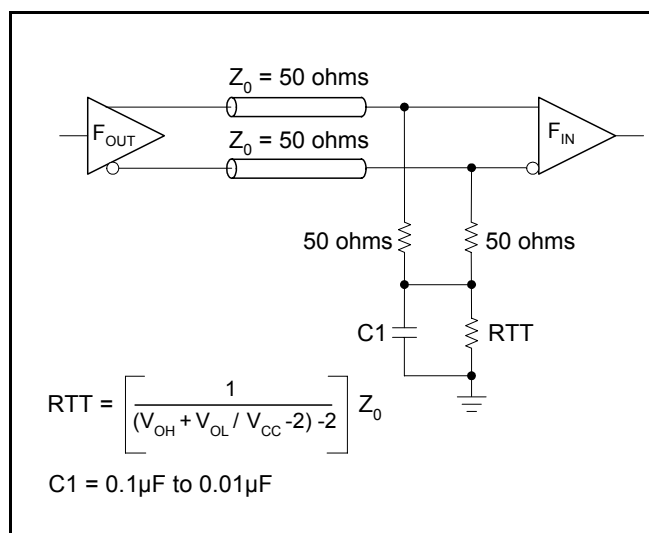 Z0 = 50 ohms
FOUT
Z0 = 50 ohms
FIN
50 ohms
50 ohms
C1
RTT
RTT = [ 1 / (VOH + VOL / VCC -2) -2 ] Z0
C1 = 0.1µF to 0.01µF